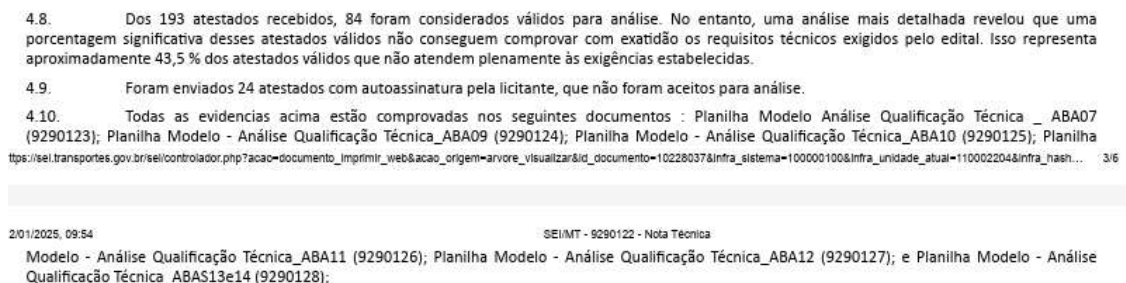 4.8. Dos 193 atestados recebidos, 84 foram considerados válidos para análise. No entanto, uma análise mais detalhada revelou que uma
porcentagem significativa desses atestados válidos não conseguem comprovar com exatidão os requisitos técnicos exigidos pelo edital. Isso representa
aproximadamente 43,5 % dos atestados válidos que não atendem plenamente às exigências estabelecidas.
4.9. Foram enviados 24 atestados com autoassinatura pela licitante, que não foram aceitos para análise.
4.10. Todas as evidencias acima estão comprovadas nos seguintes documentos : Planilha Modelo Análise Qualificação Técnica _ ABA07
(9290123); Planilha Modelo - Análise Qualificação Técnica_ABA09 (9290124); Planilha Modelo - Análise Qualificação Técnica_ABA10 (9290125); Planilha
ttps://sei.transportes.gov.br/sei/controlador.php?acao=documento_imprimir_web&acao_origem=arvore_visualizar&id_documento=10228037&infra_sistema=100000100&infra_unidade_atual=110002204&infra_hash... 3/6
2/01/2025, 09:54 SEI/MT - 9290122 - Nota Técnica
Modelo - Análise Qualificação Técnica_ABA11 (9290126); Planilha Modelo - Análise Qualificação Técnica_ABA12 (9290127); e Planilha Modelo - Análise
Qualificação Técnica_ABAS13e14 (9290128);